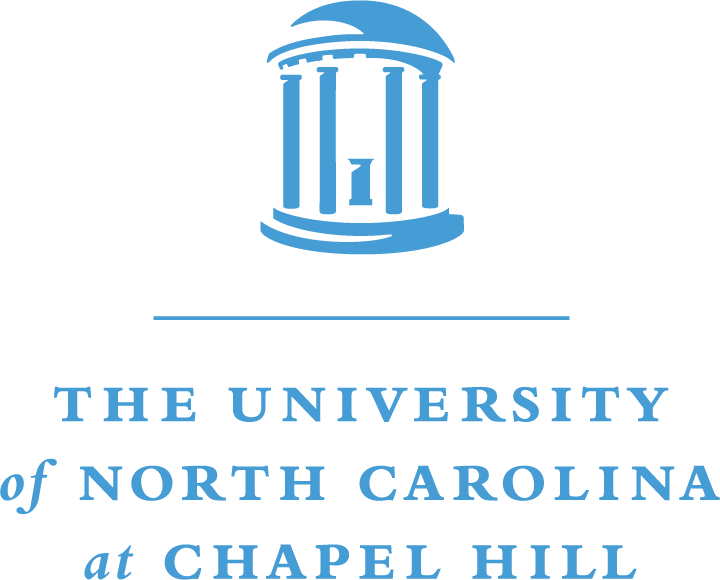 THE UNIVERSITY
of NORTH CAROLINA
at CHAPEL HILL